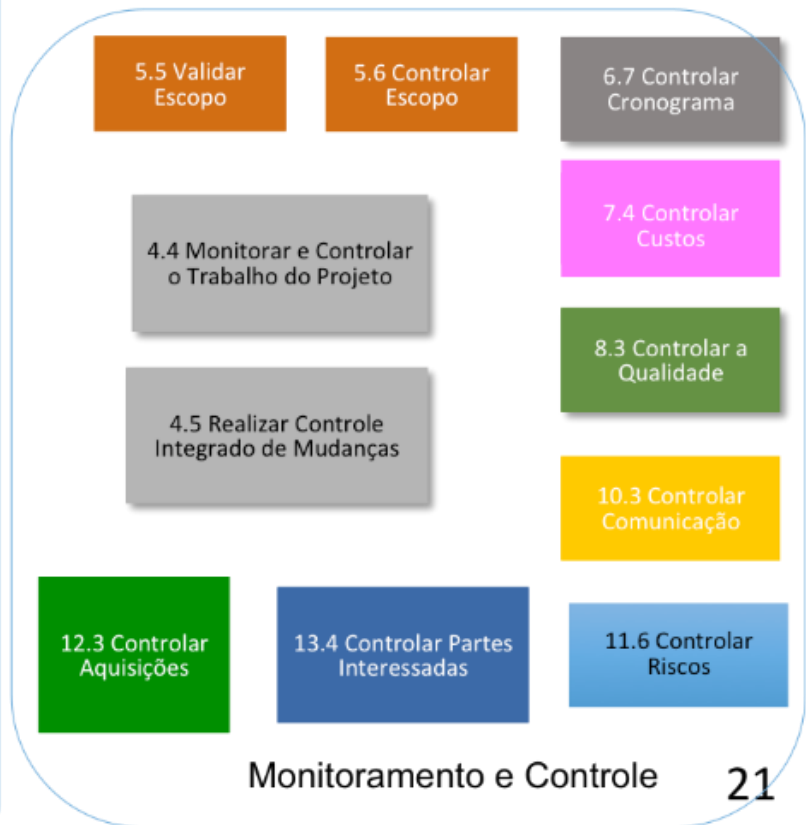 5.5 Validar
Escopo
5.6 Controlar
Escopo
6.7 Controlar
Cronograma
7.4 Controlar
Custos
4.4 Monitorar e Controlar
o Trabalho do Projeto
8.3 Controlar a
Qualidade
4.5 Realizar Controle
Integrado de Mudanças
10.3 Controlar
Comunicação
12.3 Controlar
Aquisições
13.4 Controlar Partes
Interessadas
11.6 Controlar
Riscos
Monitoramento e Controle
21